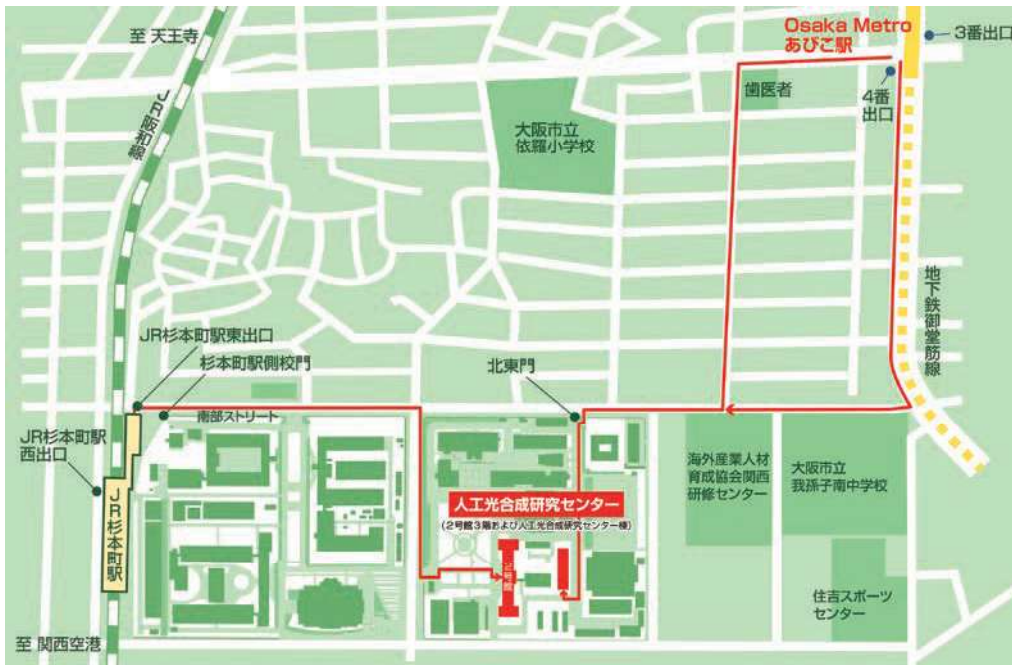 至 天王寺
JR阪和線
大阪市立
依羅小学校
Osaka Metro
あびこ駅
3番出口
歯医者
4番
出口
地下鉄御堂筋線
JR杉本町駅東出口
杉本町駅側校門
北東門
南部ストリート
JR杉本町駅
西出口
JR杉本町駅
人工光合成研究センター
(2号館3階および人工光合成研究センター棟)
2号館
海外産業人材
育成協会関西
研修センター
大阪市立
我孫子南中学校
住吉スポーツ
センター
至 関西空港